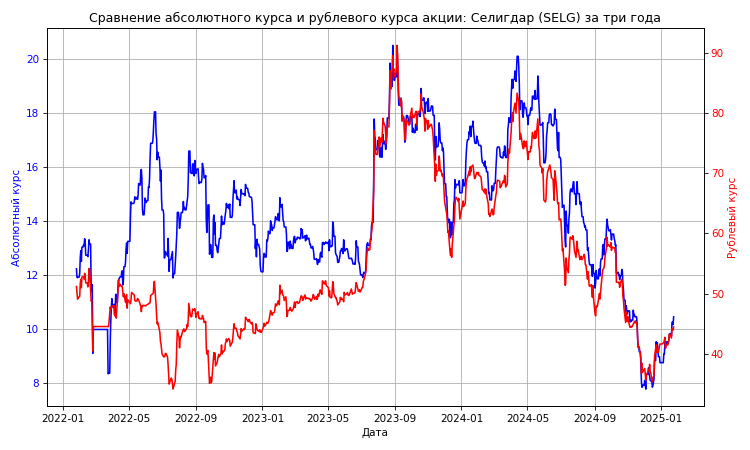 Сравнение абсолютного курса и рублевого курса акции: Селигдар (SELG) за три года
Абсолютный курс
20
18
16
14
12
10
8
90
80
70
60
50
40
Рублевый курс
2022-01 2022-05 2022-09 2023-01 2023-05 2023-09 2024-01 2024-05 2024-09 2025-01
Дата